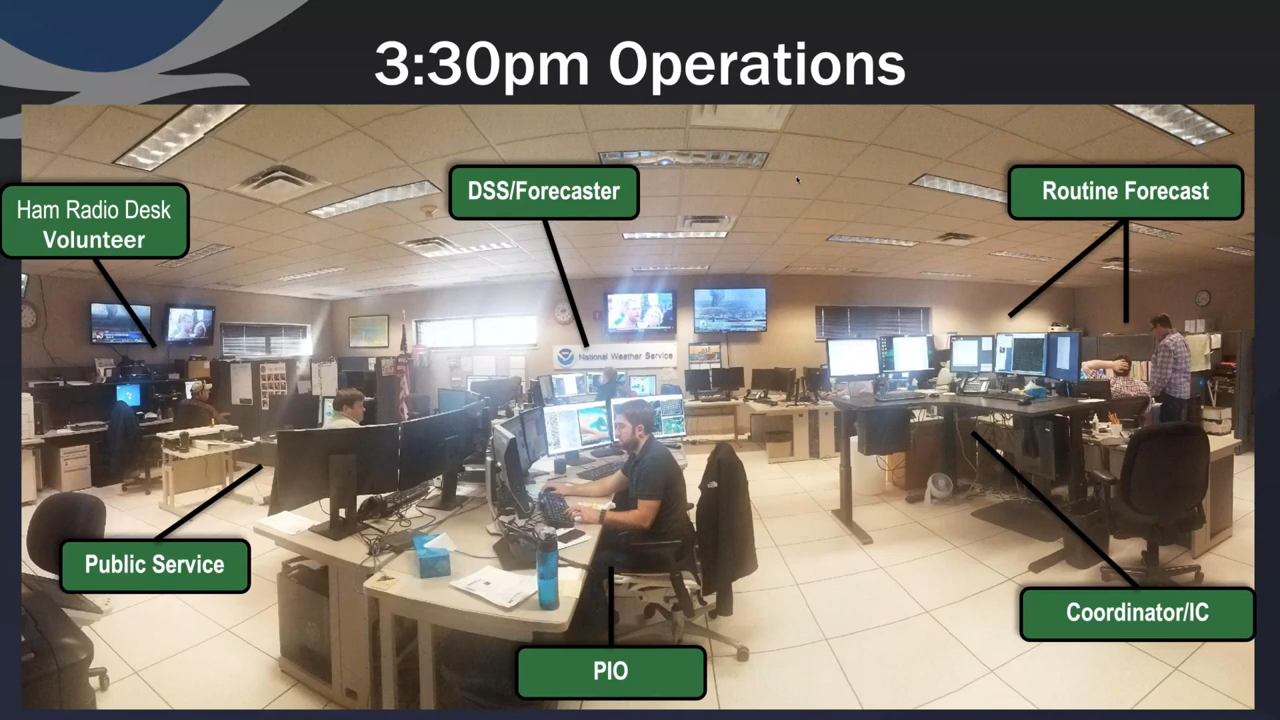 3:30pm Operations
DSS/Forecaster
Routine Forecast
Ham Radio Desk
Volunteer
National Weather Service
Public Service
Coordinator/IC
PIO